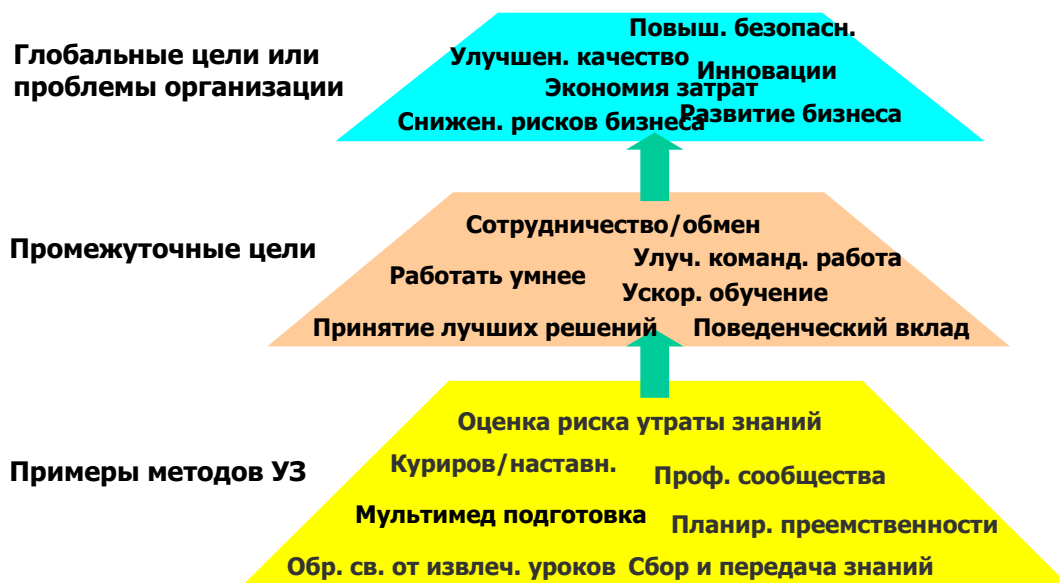 Глобальные цели или
проблемы организации
Повыш. безопасн.
Улучшен. качество
Инновации
Экономия затрат
Развитие бизнеса
Снижен. рисков бизнеса
Промежуточные цели
Сотрудничество/обмен
Улуч. команд. работа
Работать умнее
Ускор. обучение
Принятие лучших решений
Поведенческий вклад
Примеры методов УЗ
Оценка риска утраты знаний
Куриров/наставн.
Проф. сообщества
Мультимед подготовка
Планир. преемственности
Обр. св. от извлеч. уроков
Сбор и передача знаний